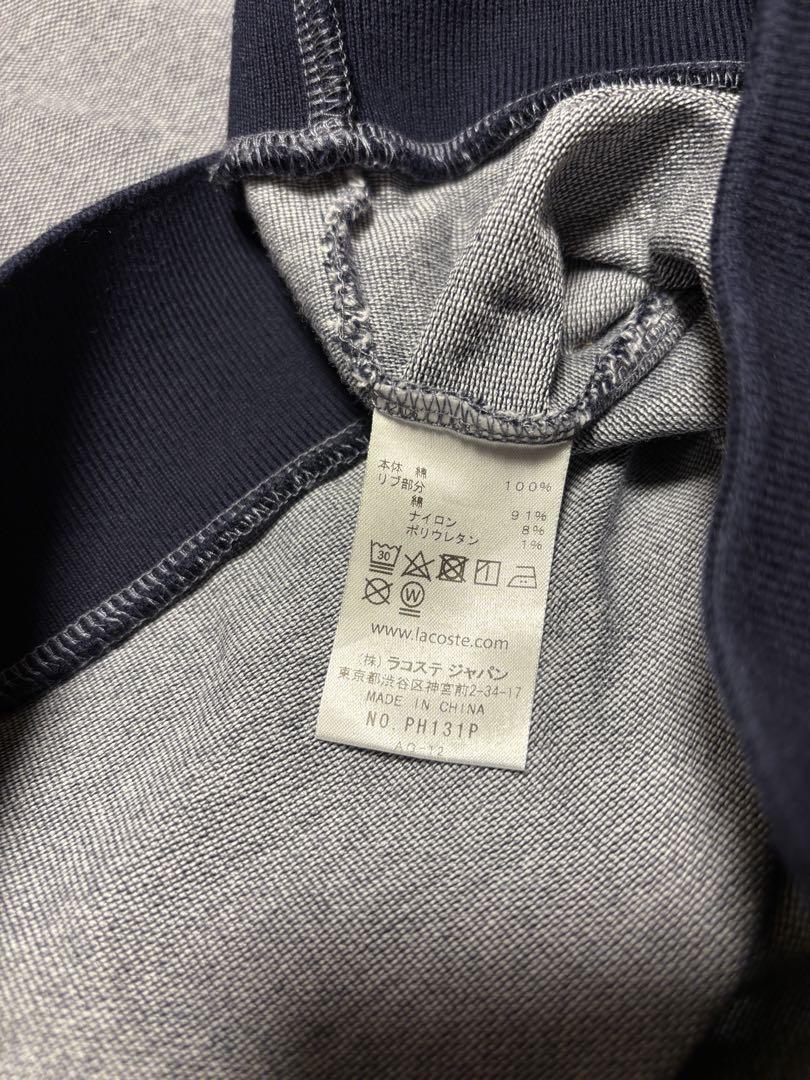 本体 綿 100%
リブ部分
綿 91%
ナイロン 8%
ポリウレタン 1%
30
W
www.lacoste.com
(株) ラコステ ジャパン
東京都渋谷区神宮前2-34-17
MADE IN CHINA
NO. PH131P